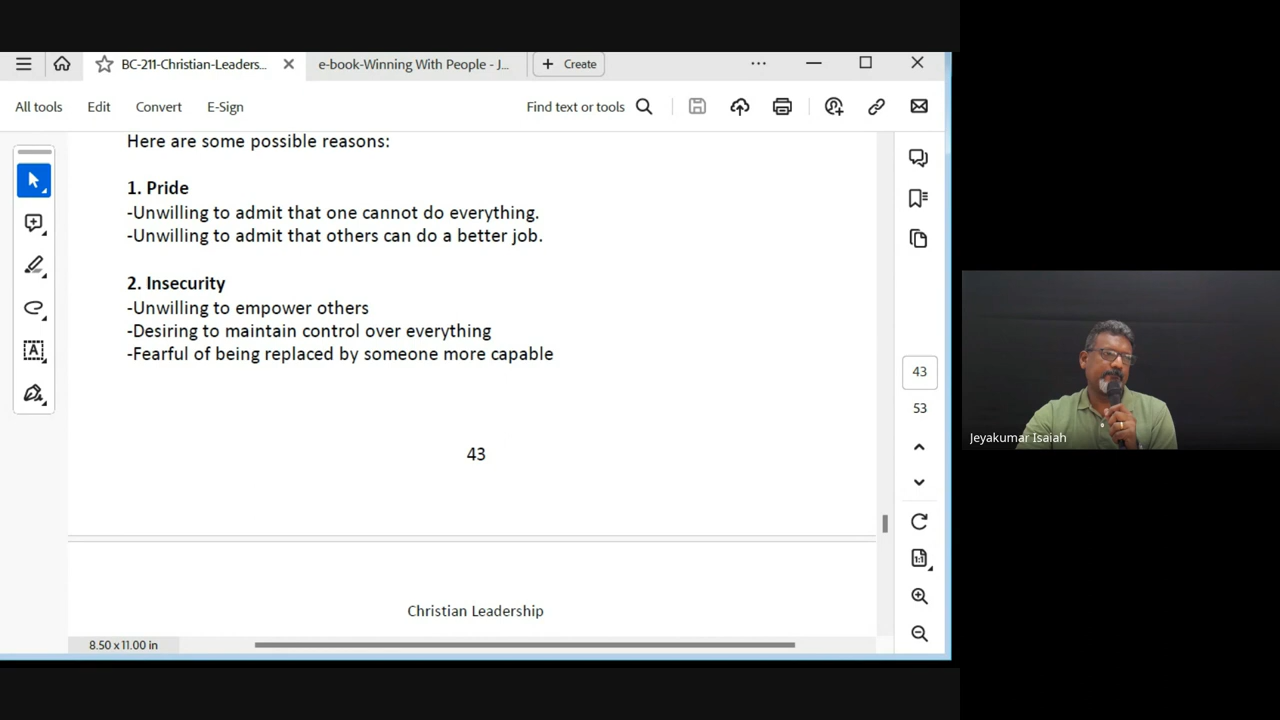 BC-211-Christian-Leaders...
e-book-Winning With People - J...
Create
All tools
Edit
Convert
E-Sign
Find text or tools
Here are some possible reasons:
1. Pride
-Unwilling to admit that one cannot do everything.
-Unwilling to admit that others can do a better job.
2. Insecurity
-Unwilling to empower others
-Desiring to maintain control over everything
-Fearful of being replaced by someone more capable
43
Christian Leadership
8.50 x 11.00 in
43
53
1:1
Jeyakumar Isaiah